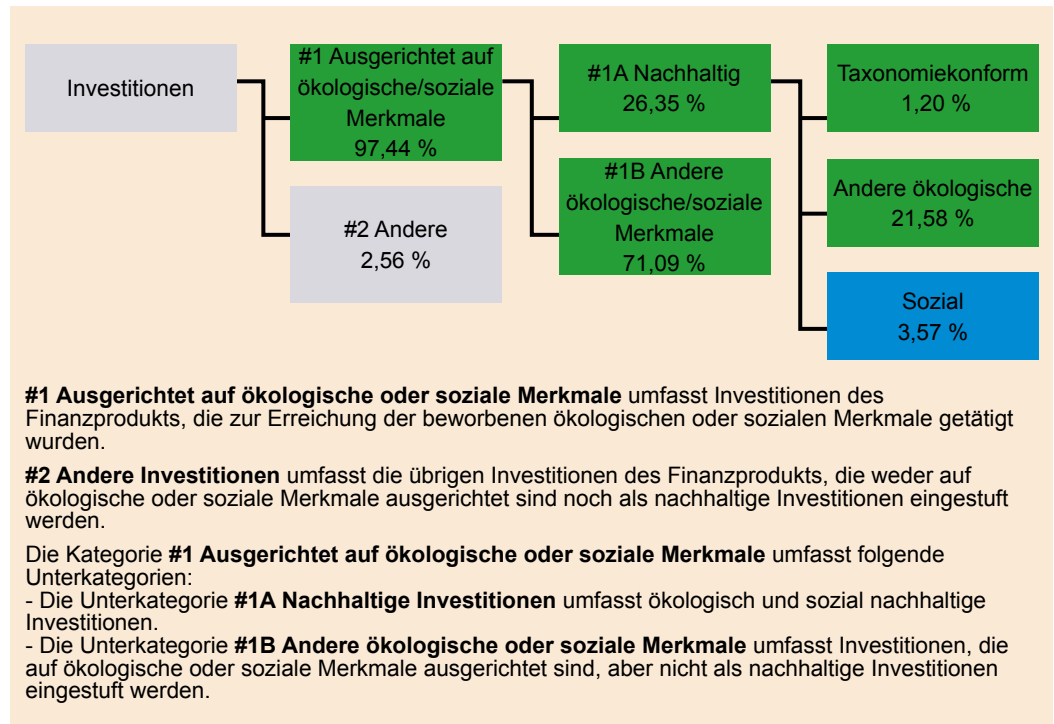 Investitionen
#1 Ausgerichtet auf
ökologische/soziale
Merkmale
97,44 %
#2 Andere
2,56 %
#1A Nachhaltig
26,35 %
#1B Andere
ökologische/soziale
Merkmale
71,09 %
Taxonomiekonform
1,20 %
Andere ökologische
21,58 %
Sozial
3,57 %
#1 Ausgerichtet auf ökologische oder soziale Merkmale umfasst Investitionen des
Finanzprodukts, die zur Erreichung der beworbenen ökologischen oder sozialen Merkmale getätigt
wurden.
#2 Andere Investitionen umfasst die übrigen Investitionen des Finanzprodukts, die weder auf
ökologische oder soziale Merkmale ausgerichtet sind noch als nachhaltige Investitionen eingestuft
werden.
Die Kategorie #1 Ausgerichtet auf ökologische oder soziale Merkmale umfasst folgende
Unterkategorien:
- Die Unterkategorie #1A Nachhaltige Investitionen umfasst ökologisch und sozial nachhaltige
Investitionen.
- Die Unterkategorie #1B Andere ökologische oder soziale Merkmale umfasst Investitionen, die
auf ökologische oder soziale Merkmale ausgerichtet sind, aber nicht als nachhaltige Investitionen
eingestuft werden.